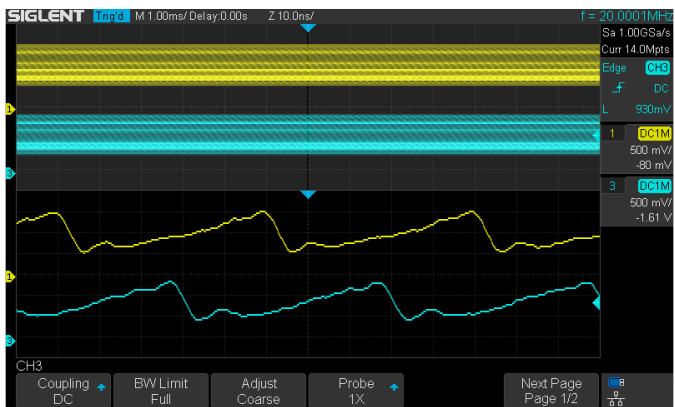 SIGLENT Trig'd M 1.00ms/ Delay:0.00s Z 10.0ns/ f = 20.0001MHz
Sa 1.00GSa/s
Curr 14.0Mpts
Edge CH3
DC
L 930mV
1 DC1M
500 mV/
-80 mV
3 DC1M
500 mV/
-1.61 V
1
3
1
3
CH3
Coupling BW Limit Adjust Probe Next Page
DC Full Coarse 1X Page 1/2